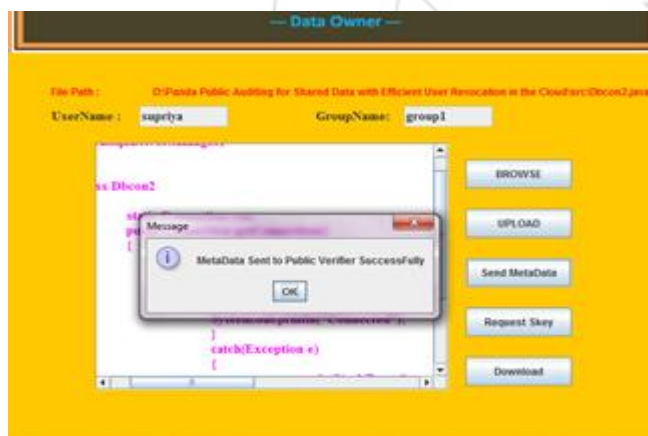 --- Data Owner ---
File Path : D:\Panda Public Auditing for Shared Data with Efficient User Revocation in the Cloud\src\Dbcon2.java
UserName : supriya GroupName: group1
ss Dbcon2
BROWSE
Message
UPLOAD
{
MetaData Sent to Public Verifier SuccessFully
Send MetaData
OK
Request Skey
}
catch(Exception e)
{
Download